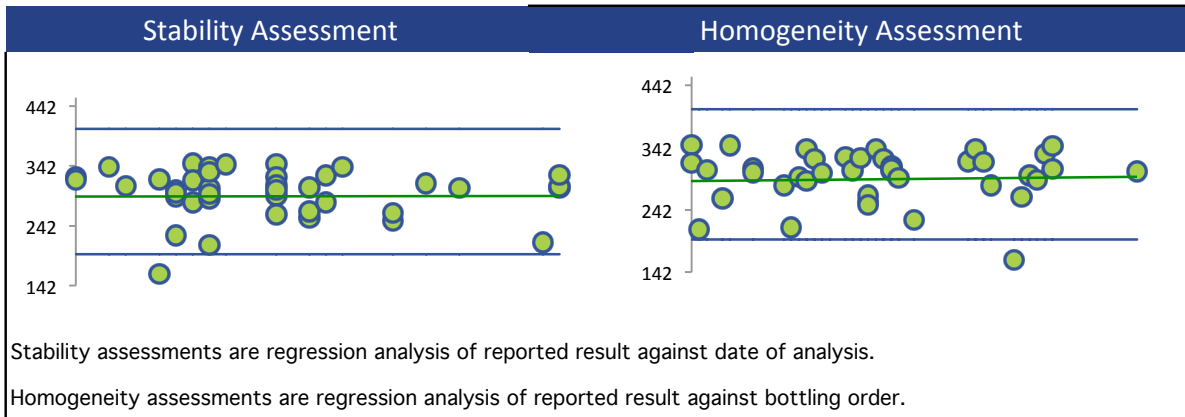 Stability Assessment
Homogeneity Assessment
442
342
242
142
442
342
242
142
Stability assessments are regression analysis of reported result against date of analysis.
Homogeneity assessments are regression analysis of reported result against bottling order.